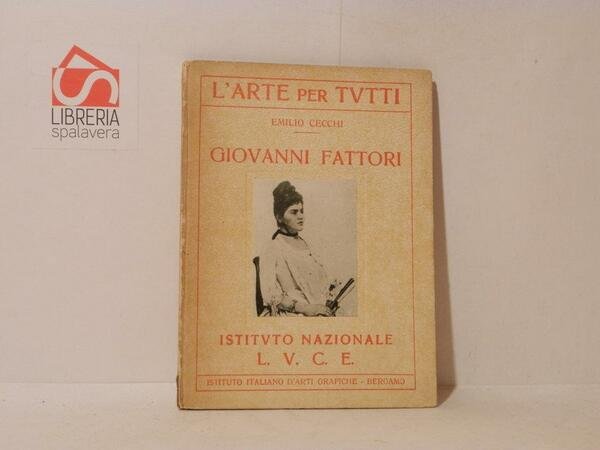 LIBRERIA
spalavera
L'ARTE PER TVTTI
EMILIO CECCHI
GIOVANNI FATTORI
ISTITVTO NAZIONALE
L. V. C. E.
ISTITUTO ITALIANO D'ARTI GRAFICHE - BERGAMO